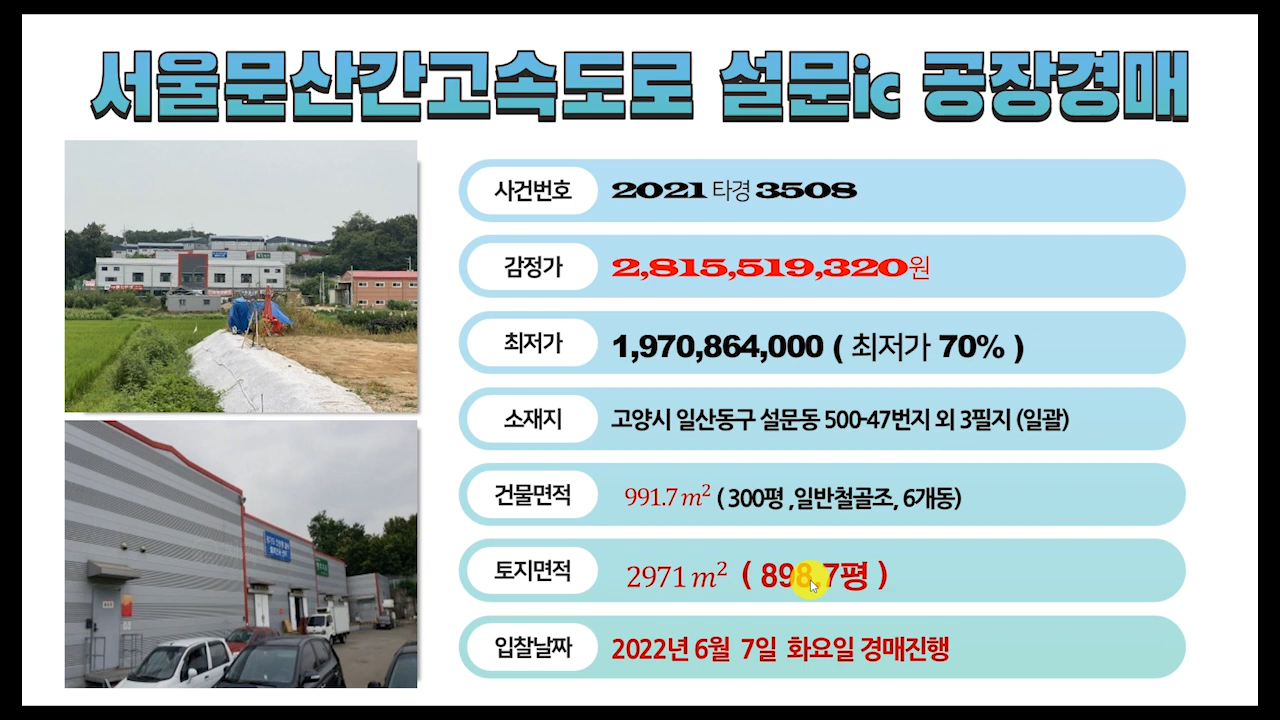 서울문산간고속도로 설문ic 공장경매
사건번호 2021 타경 3508
감정가 2,815,519,320원
최저가 1,970,864,000 ( 최저가 70% )
소재지 고양시 일산동구 설문동 500-47번지 외 3필지 (일괄)
건물면적 991.7 m² ( 300평 ,일반철골조, 6개동)
토지면적 2971 m² ( 898.7평 )
입찰날짜 2022년 6월 7일 화요일 경매진행